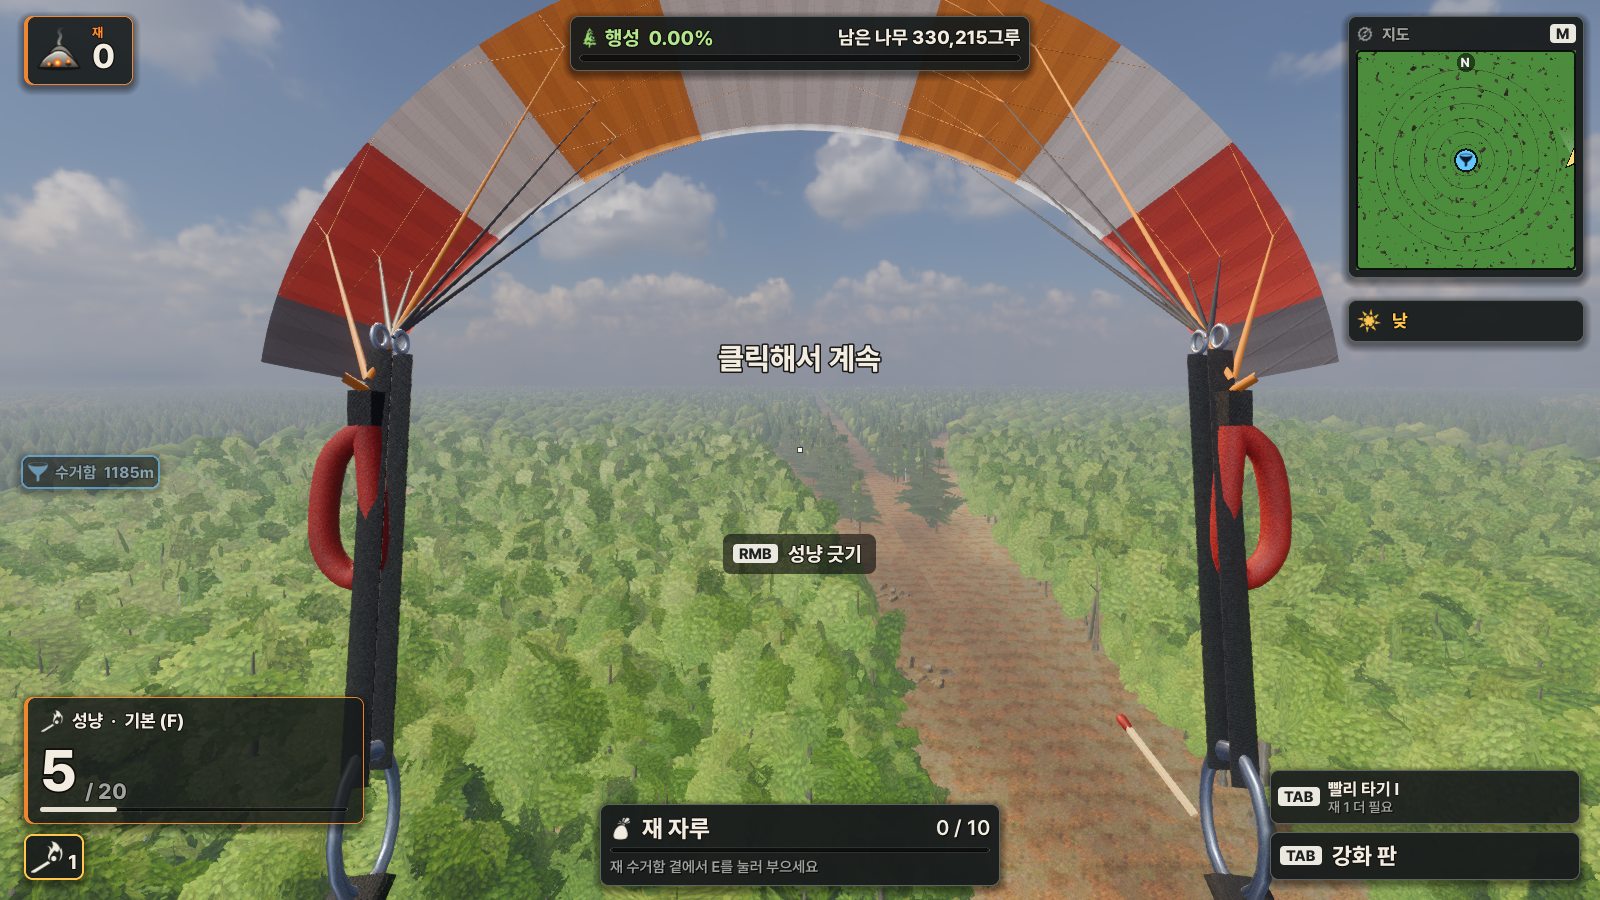 재
0
행성 0.00%
남은 나무 330,215그루
지도
M
N
낮
클릭해서 계속
수거함 1185m
RMB 성냥 긋기
성냥 · 기본 (F)
5 / 20
1
재 자루
0 / 10
재 수거함 곁에서 E를 눌러 부으세요
TAB 빨리 타기 I
재 1 더 필요
TAB 강화 판